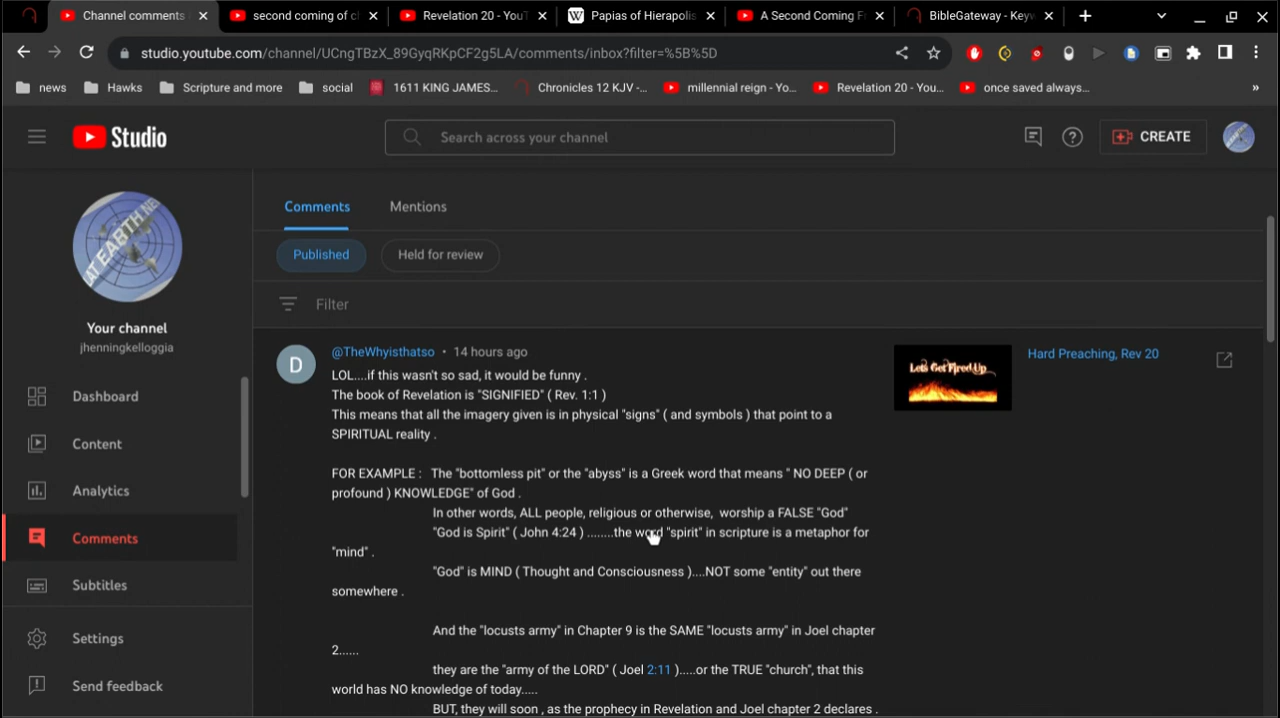 Channel comments
second coming of c
Revelation 20 - YouT
Papias of Hierapolis
A Second Coming F
BibleGateway - Keyw
studio.youtube.com/channel/UCngTBzX_89GyqRKpCF2g5LA/comments/inbox?filter=%5B%5D
news
Hawks
Scripture and more
social
1611 KING JAMES...
Chronicles 12 KJV -...
millennial reign - Yo...
Revelation 20 - You...
once saved always...
»
Studio
Search across your channel
CREATE
AT EARTH NE
Your channel
jhenningkelloggia
Dashboard
Content
Analytics
Comments
Subtitles
Settings
Send feedback
Comments
Mentions
Published
Held for review
Filter
D
@TheWhyisthatso • 14 hours ago
LOL....if this wasn't so sad, it would be funny .
The book of Revelation is "SIGNIFIED" ( Rev. 1:1 )
This means that all the imagery given is in physical "signs" ( and symbols ) that point to a
SPIRITUAL reality .
FOR EXAMPLE : The "bottomless pit" or the "abyss" is a Greek word that means " NO DEEP ( or
profound ) KNOWLEDGE" of God .
In other words, ALL people, religious or otherwise, worship a FALSE "God"
"God is Spirit" ( John 4:24 ) ........the word "spirit" in scripture is a metaphor for
"mind" .
"God" is MIND ( Thought and Consciousness )....NOT some "entity" out there
somewhere .
And the "locusts army" in Chapter 9 is the SAME "locusts army" in Joel chapter
2......
they are the "army of the LORD" ( Joel 2:11 ).....or the TRUE "church", that this
world has NO knowledge of today.....
BUT, they will soon , as the prophecy in Revelation and Joel chapter 2 declares .
Let's Get Fired Up
Hard Preaching, Rev 20